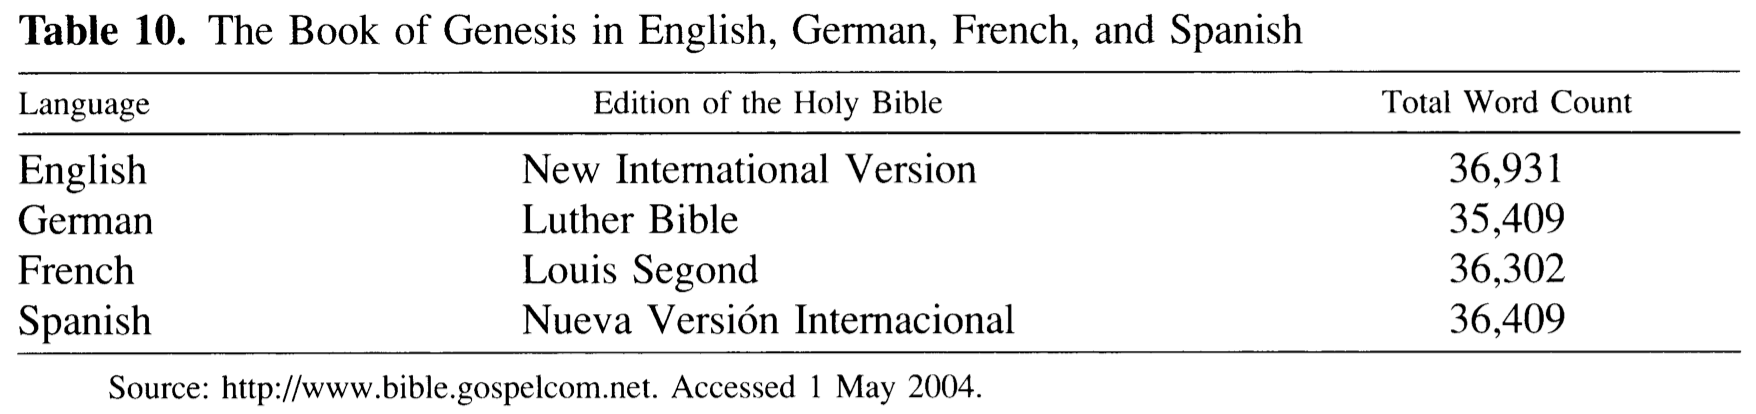 Table 10. The Book of Genesis in English, German, French, and Spanish
Language Edition of the Holy Bible Total Word Count
English New International Version 36,931
German Luther Bible 35,409
French Louis Segond 36,302
Spanish Nueva Versión Internacional 36,409
Source: http://www.bible.gospelcom.net. Accessed 1 May 2004.